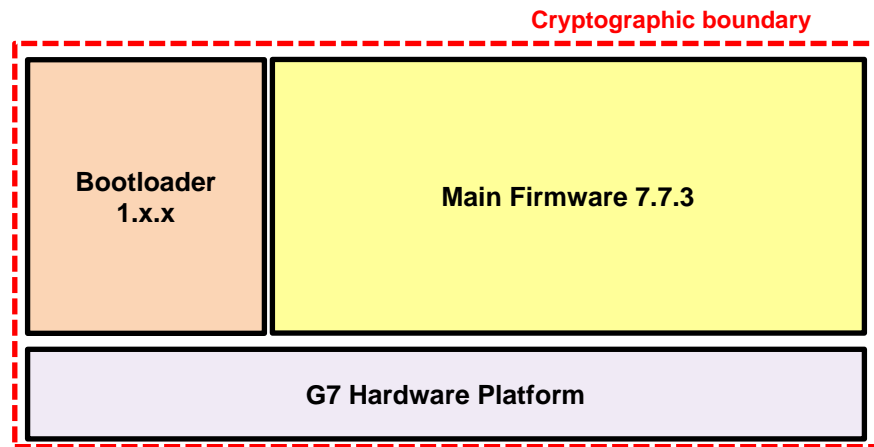 Cryptographic boundary
Bootloader
1.x.x
Main Firmware 7.7.3
G7 Hardware Platform